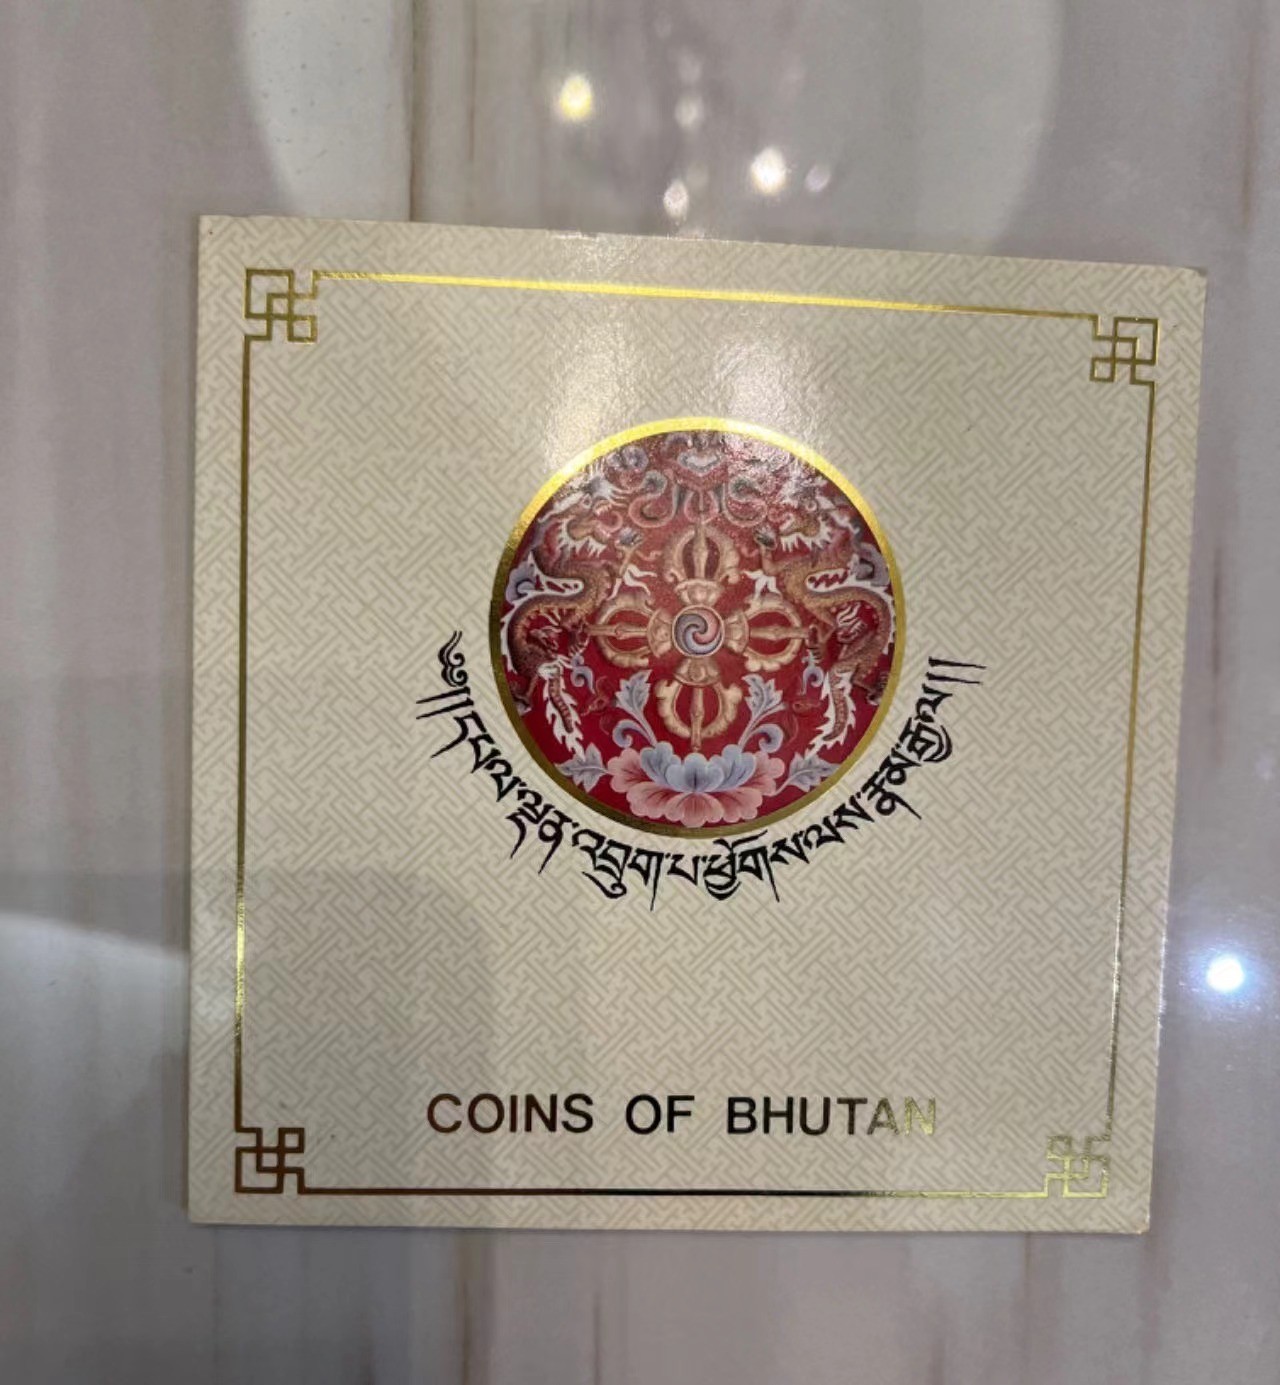 ༄༅། །དཔལ་ལྡན་འབྲུག་པ་ཕྱོགས་ལས་རྣམ་རྒྱལ། །
COINS OF BHUTAN